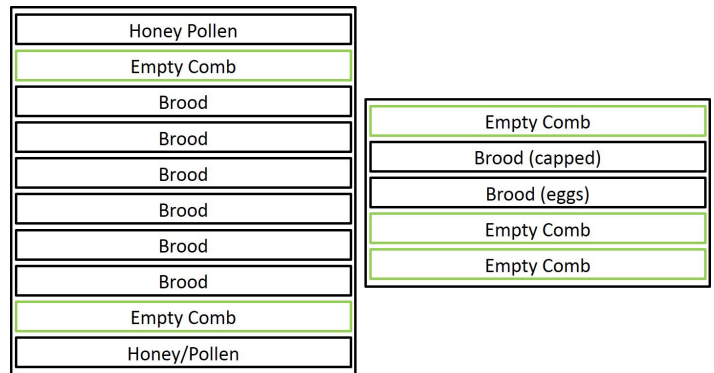 Honey Pollen
Empty Comb
Brood
Brood
Brood
Brood
Brood
Brood
Empty Comb
Honey/Pollen
Empty Comb
Brood (capped)
Brood (eggs)
Empty Comb
Empty Comb